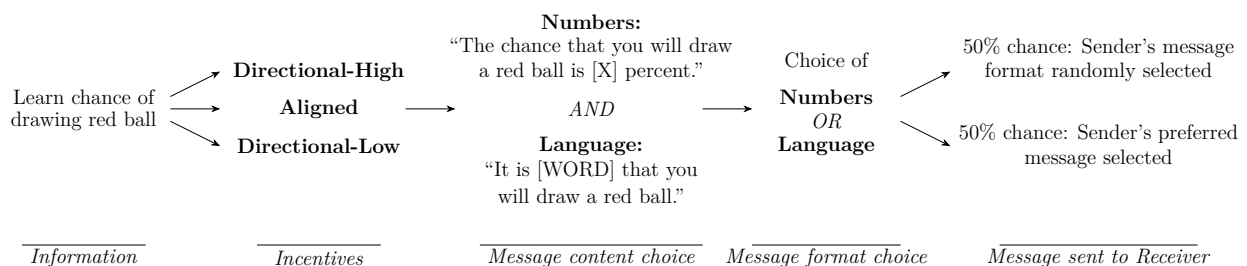 Learn chance of
drawing red ball
Directional-High
Aligned
Directional-Low
Numbers:
“The chance that you will draw
a red ball is [X] percent.”
AND
Language:
“It is [WORD] that you
will draw a red ball.”
Choice of
Numbers
OR
Language
50% chance: Sender’s message
format randomly selected
50% chance: Sender’s preferred
message selected
Information
Incentives
Message content choice
Message format choice
Message sent to Receiver